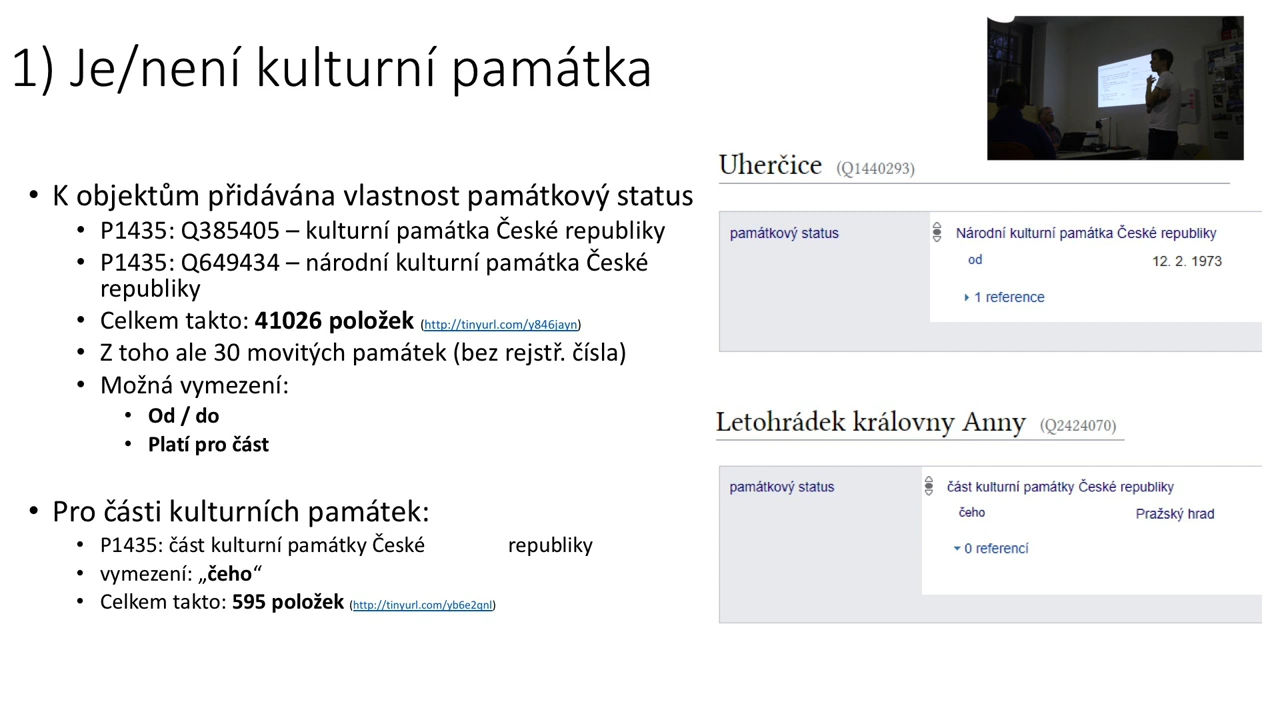 1) Je/není kulturní památka
• K objektům přidávána vlastnost památkový status
• P1435: Q385405 – kulturní památka České republiky
• P1435: Q649434 – národní kulturní památka České
republiky
• Celkem takto: 41026 položek (http://tinyurl.com/y846jayn)
• Z toho ale 30 movitých památek (bez rejstř. čísla)
• Možná vymezení:
• Od / do
• Platí pro část
• Pro části kulturních památek:
• P1435: část kulturní památky České republiky
• vymezení: „čeho“
• Celkem takto: 595 položek (http://tinyurl.com/yb6e2qnl)
Uherčice (Q1440293)
památkový status
Národní kulturní památka České republiky
od 12. 2. 1973
1 reference
Letohrádek královny Anny (Q2424070)
památkový status
část kulturní památky České republiky
čeho Pražský hrad
0 referencí